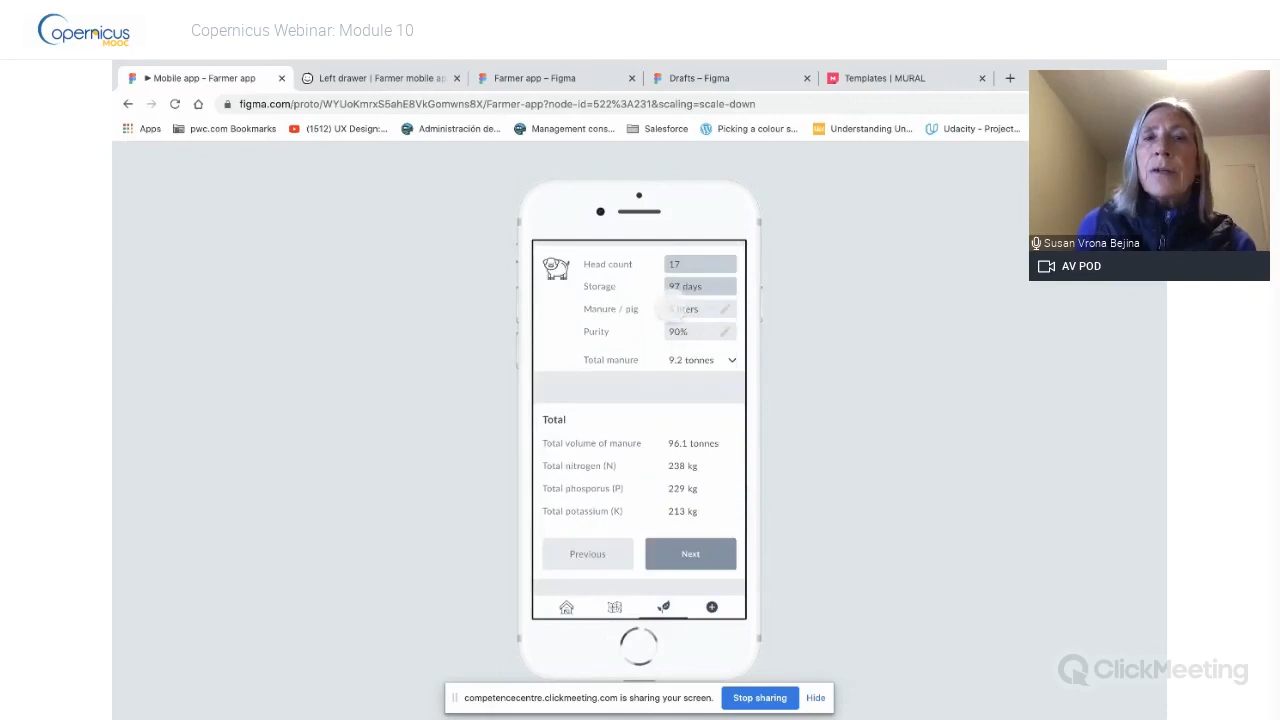 Copernicus
MOOC
Copernicus Webinar: Module 10
Mobile app – Farmer app
Left drawer | Farmer mobile ap
Farmer app – Figma
Drafts – Figma
Templates | MURAL
figma.com/proto/WYUoKmrxS5ahE8VkGomwns8X/Farmer-app?node-id=522%3A231&scaling=scale-down
Apps
pwc.com Bookmarks
(1512) UX Design:...
Administración de...
Management cons...
Salesforce
Picking a colour s...
Understanding Un...
Udacity - Project...
Susan Vrona Bejina
AV POD
Head count 17
Storage 97 days
Manure / pig liters
Purity 90%
Total manure 9.2 tonnes
Total
Total volume of manure 96.1 tonnes
Total nitrogen (N) 238 kg
Total phosporus (P) 229 kg
Total potassium (K) 213 kg
Previous Next
ClickMeeting
competencecentre.clickmeeting.com is sharing your screen. Stop sharing Hide